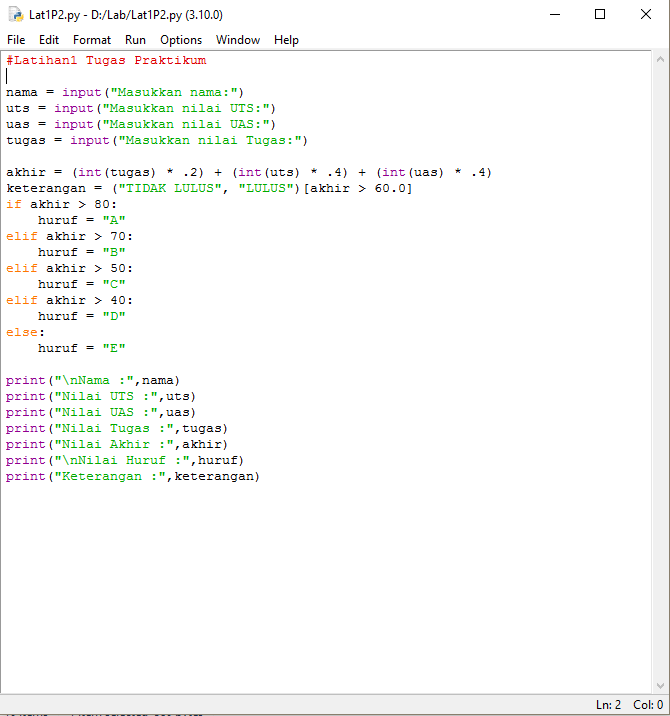 Lat1P2.py - D:/Lab/Lat1P2.py (3.10.0)
File Edit Format Run Options Window Help
#Latihan1 Tugas Praktikum
nama = input("Masukkan nama:")
uts = input("Masukkan nilai UTS:")
uas = input("Masukkan nilai UAS:")
tugas = input("Masukkan nilai Tugas:")
akhir = (int(tugas) * .2) + (int(uts) * .4) + (int(uas) * .4)
keterangan = ("TIDAK LULUS", "LULUS")[akhir > 60.0]
if akhir > 80:
    huruf = "A"
elif akhir > 70:
    huruf = "B"
elif akhir > 50:
    huruf = "C"
elif akhir > 40:
    huruf = "D"
else:
    huruf = "E"
print("\nNama :",nama)
print("Nilai UTS :",uts)
print("Nilai UAS :",uas)
print("Nilai Tugas :",tugas)
print("Nilai Akhir :",akhir)
print("\nNilai Huruf :",huruf)
print("Keterangan :",keterangan)
Ln: 2 Col: 0